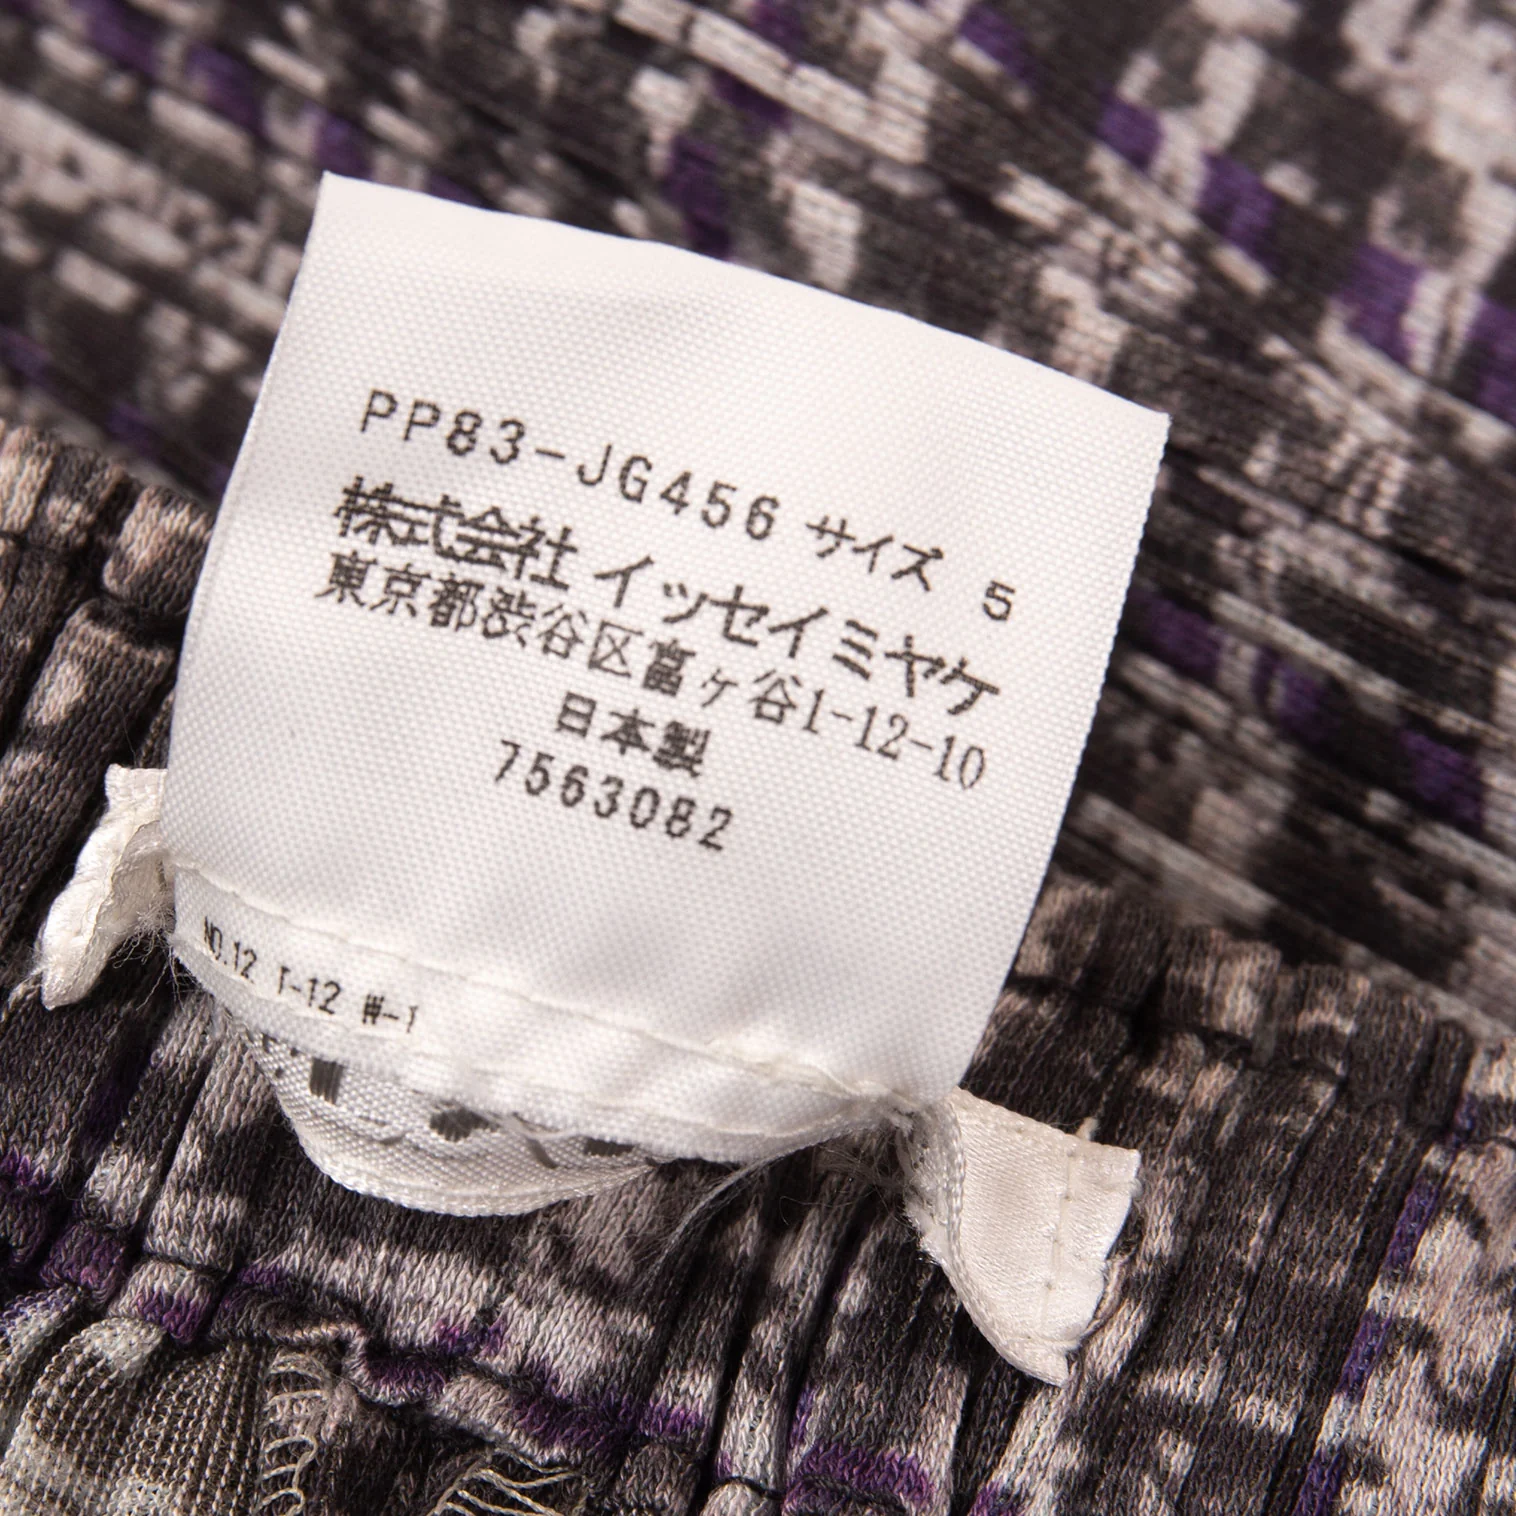 PP83-JG456 サイズ 5
株式会社 イッセイミヤケ
東京都渋谷区富ヶ谷1-12-10
日本製
7563082
NO.12 T-12 W-1